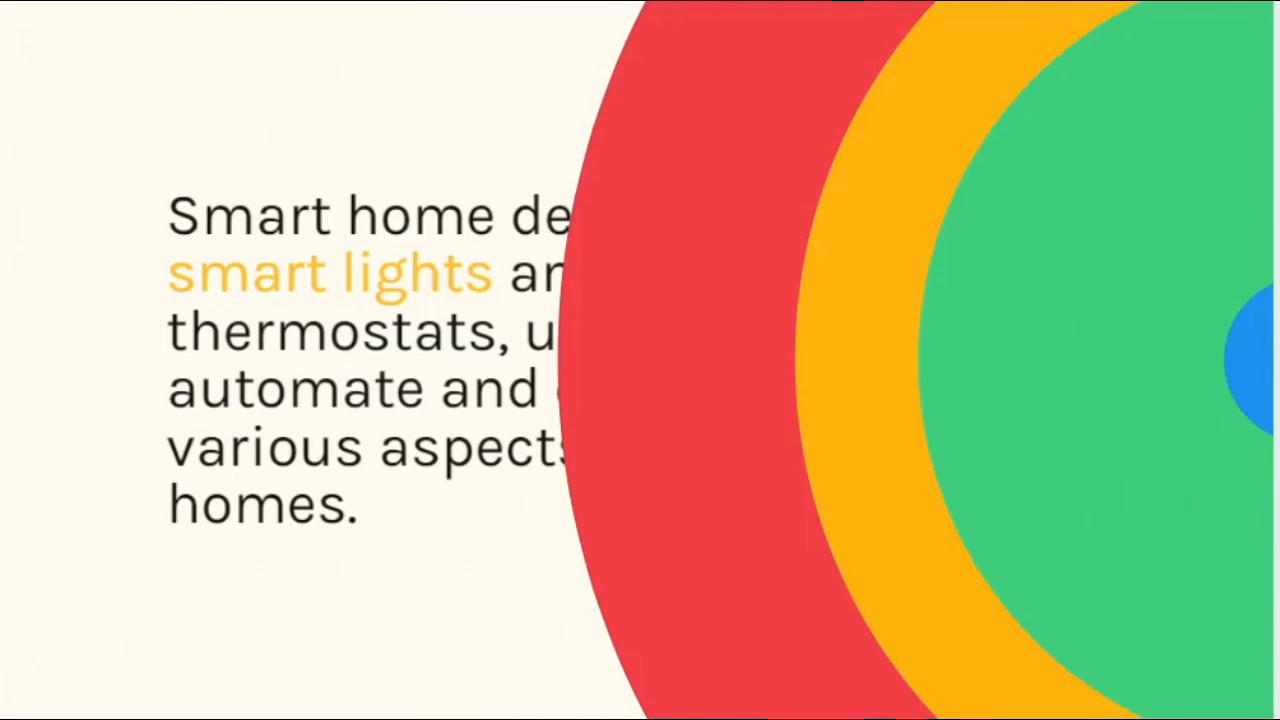 Smart home de
smart lights an
thermostats, u
automate and
various aspects
homes.